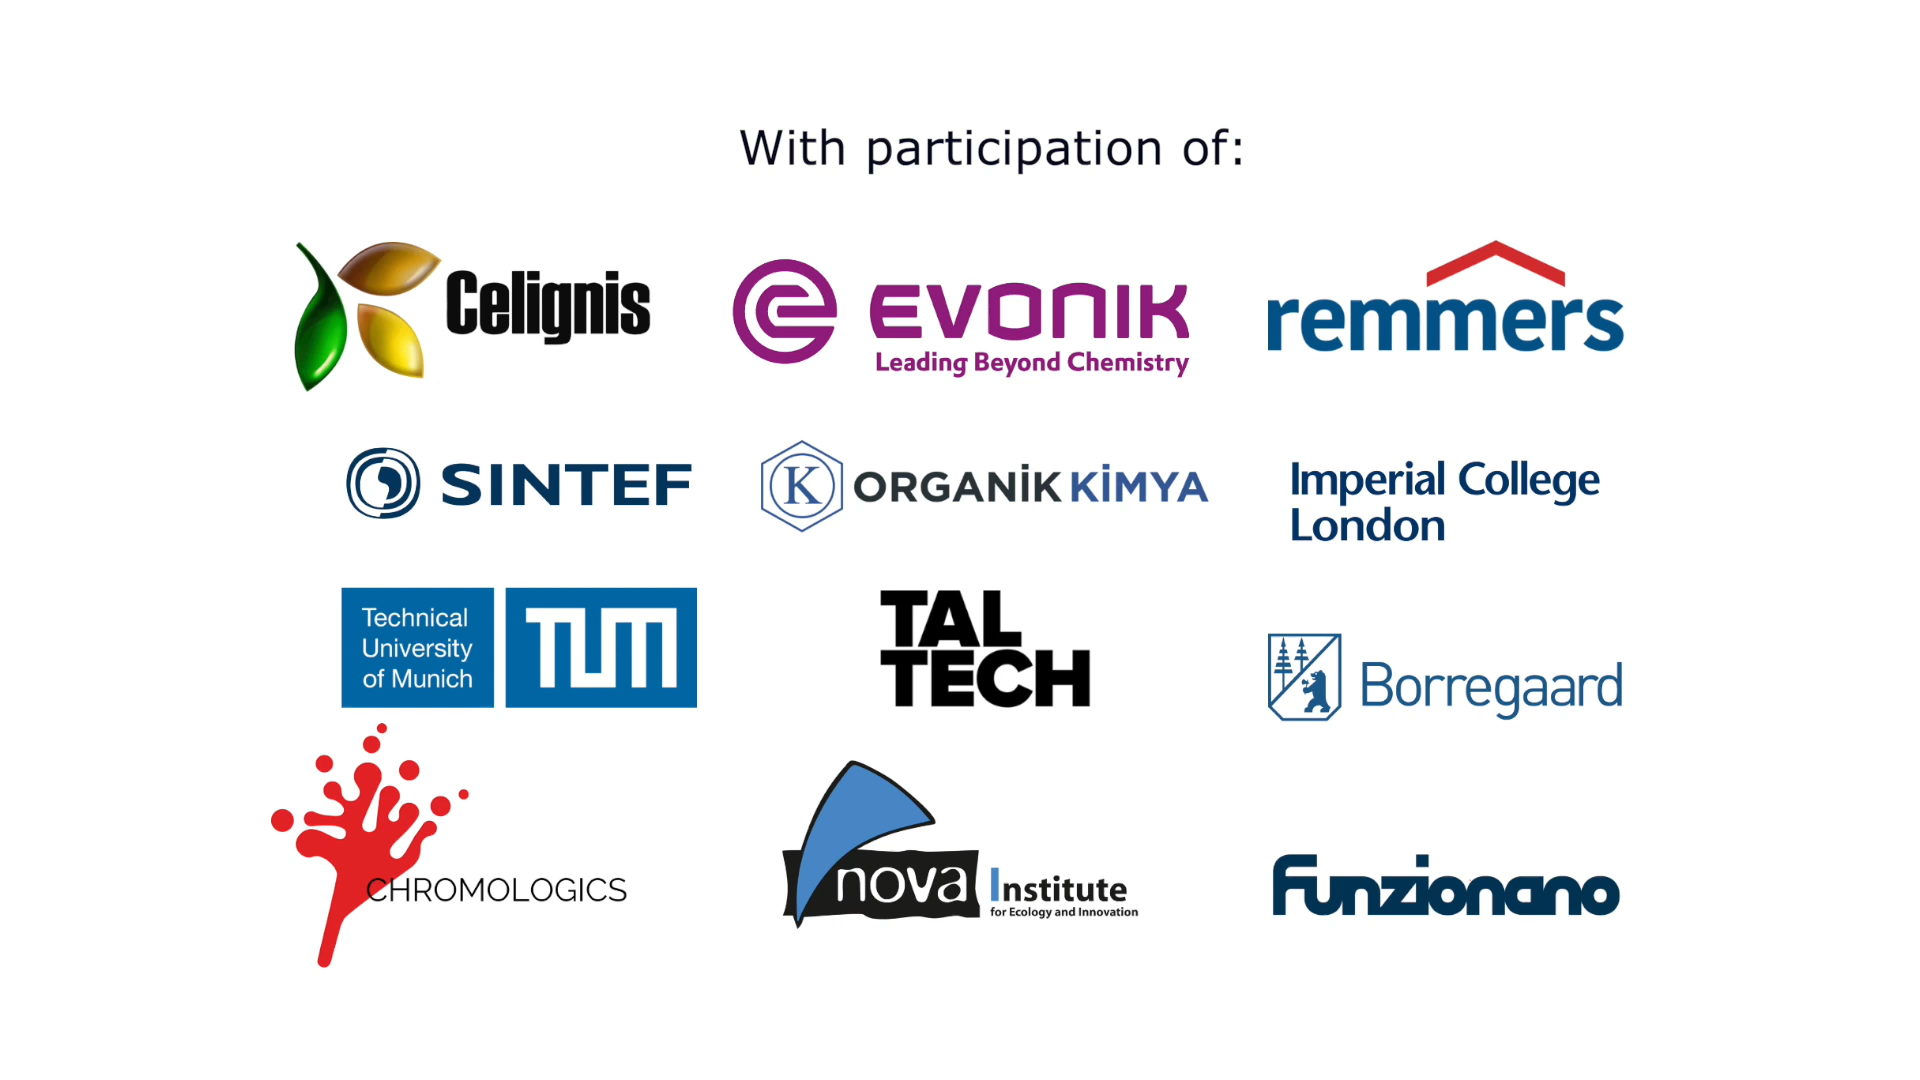 With participation of:
Celignis
EVONIK
Leading Beyond Chemistry
remmers
SINTEF
K
ORGANİK KİMYA
Imperial College
London
Technical
University
of Munich
TUM
TAL
TECH
Borregaard
CHROMOLOGICS
nova Institute
for Ecology and Innovation
Funzionano